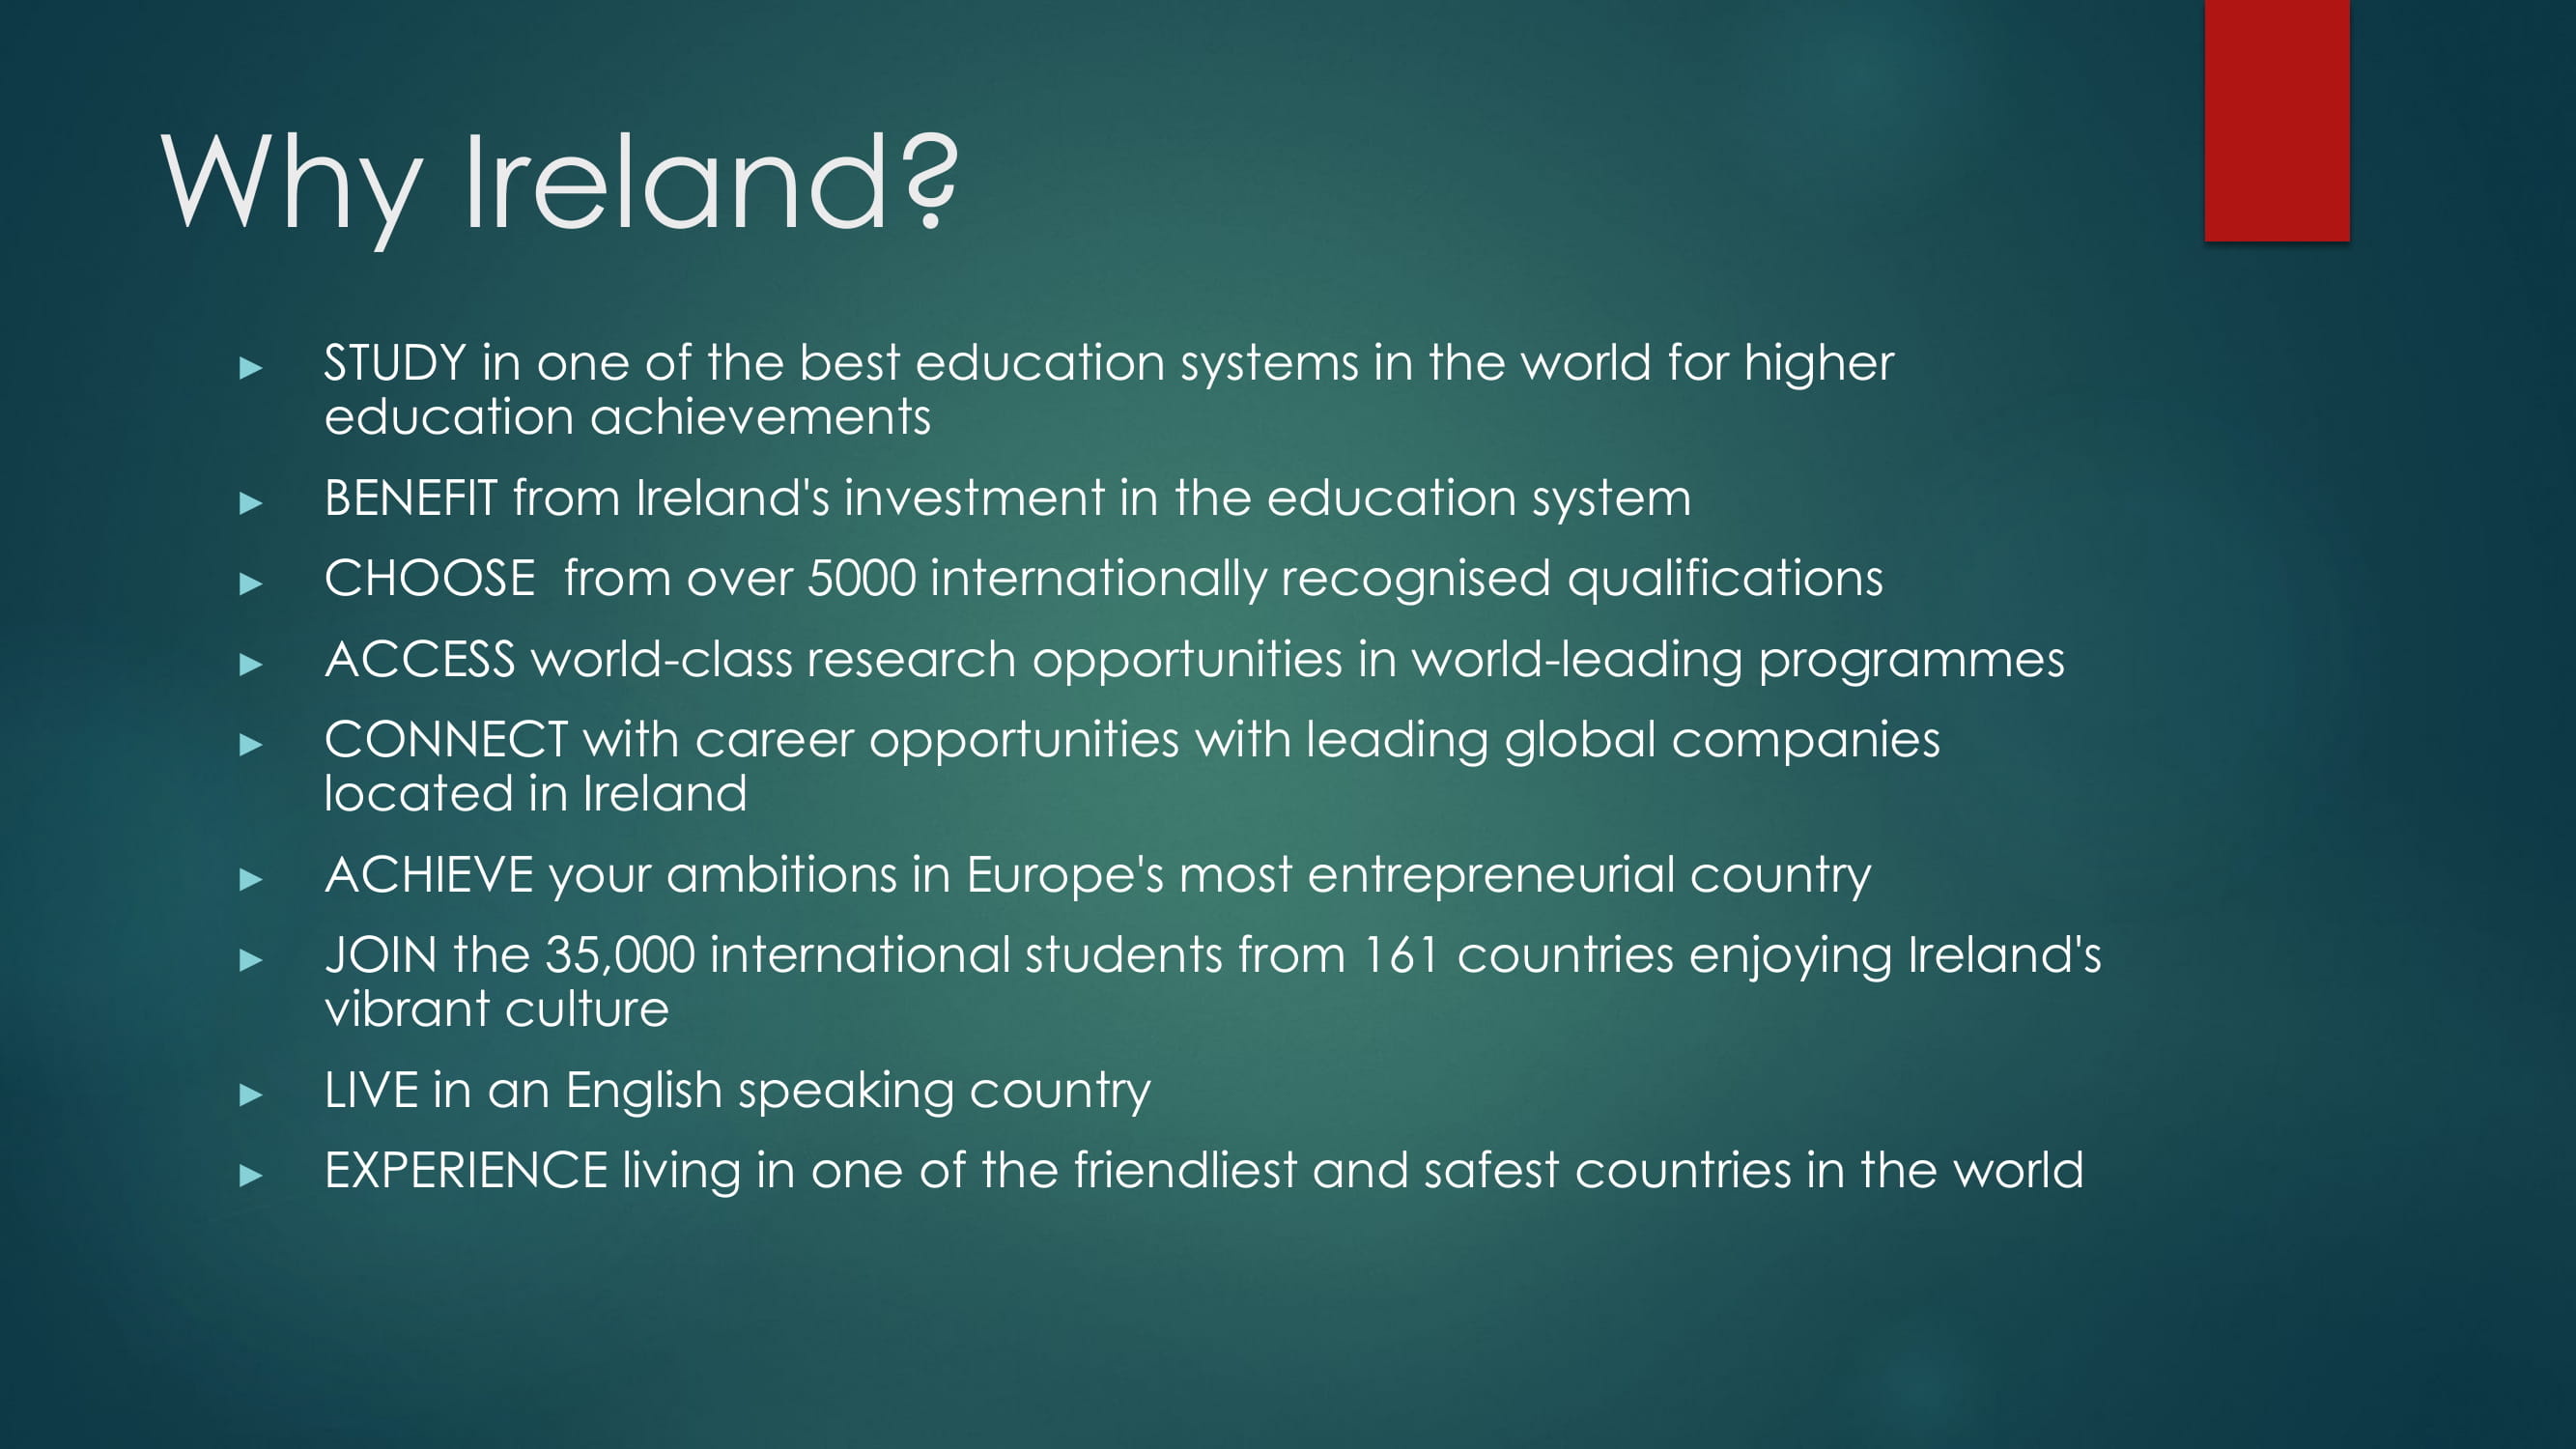 Why Ireland?
► STUDY in one of the best education systems in the world for higher
education achievements
► BENEFIT from Ireland's investment in the education system
► CHOOSE  from over 5000 internationally recognised qualifications
► ACCESS world-class research opportunities in world-leading programmes
► CONNECT with career opportunities with leading global companies
located in Ireland
► ACHIEVE your ambitions in Europe's most entrepreneurial country
► JOIN the 35,000 international students from 161 countries enjoying Ireland's
vibrant culture
► LIVE in an English speaking country
► EXPERIENCE living in one of the friendliest and safest countries in the world